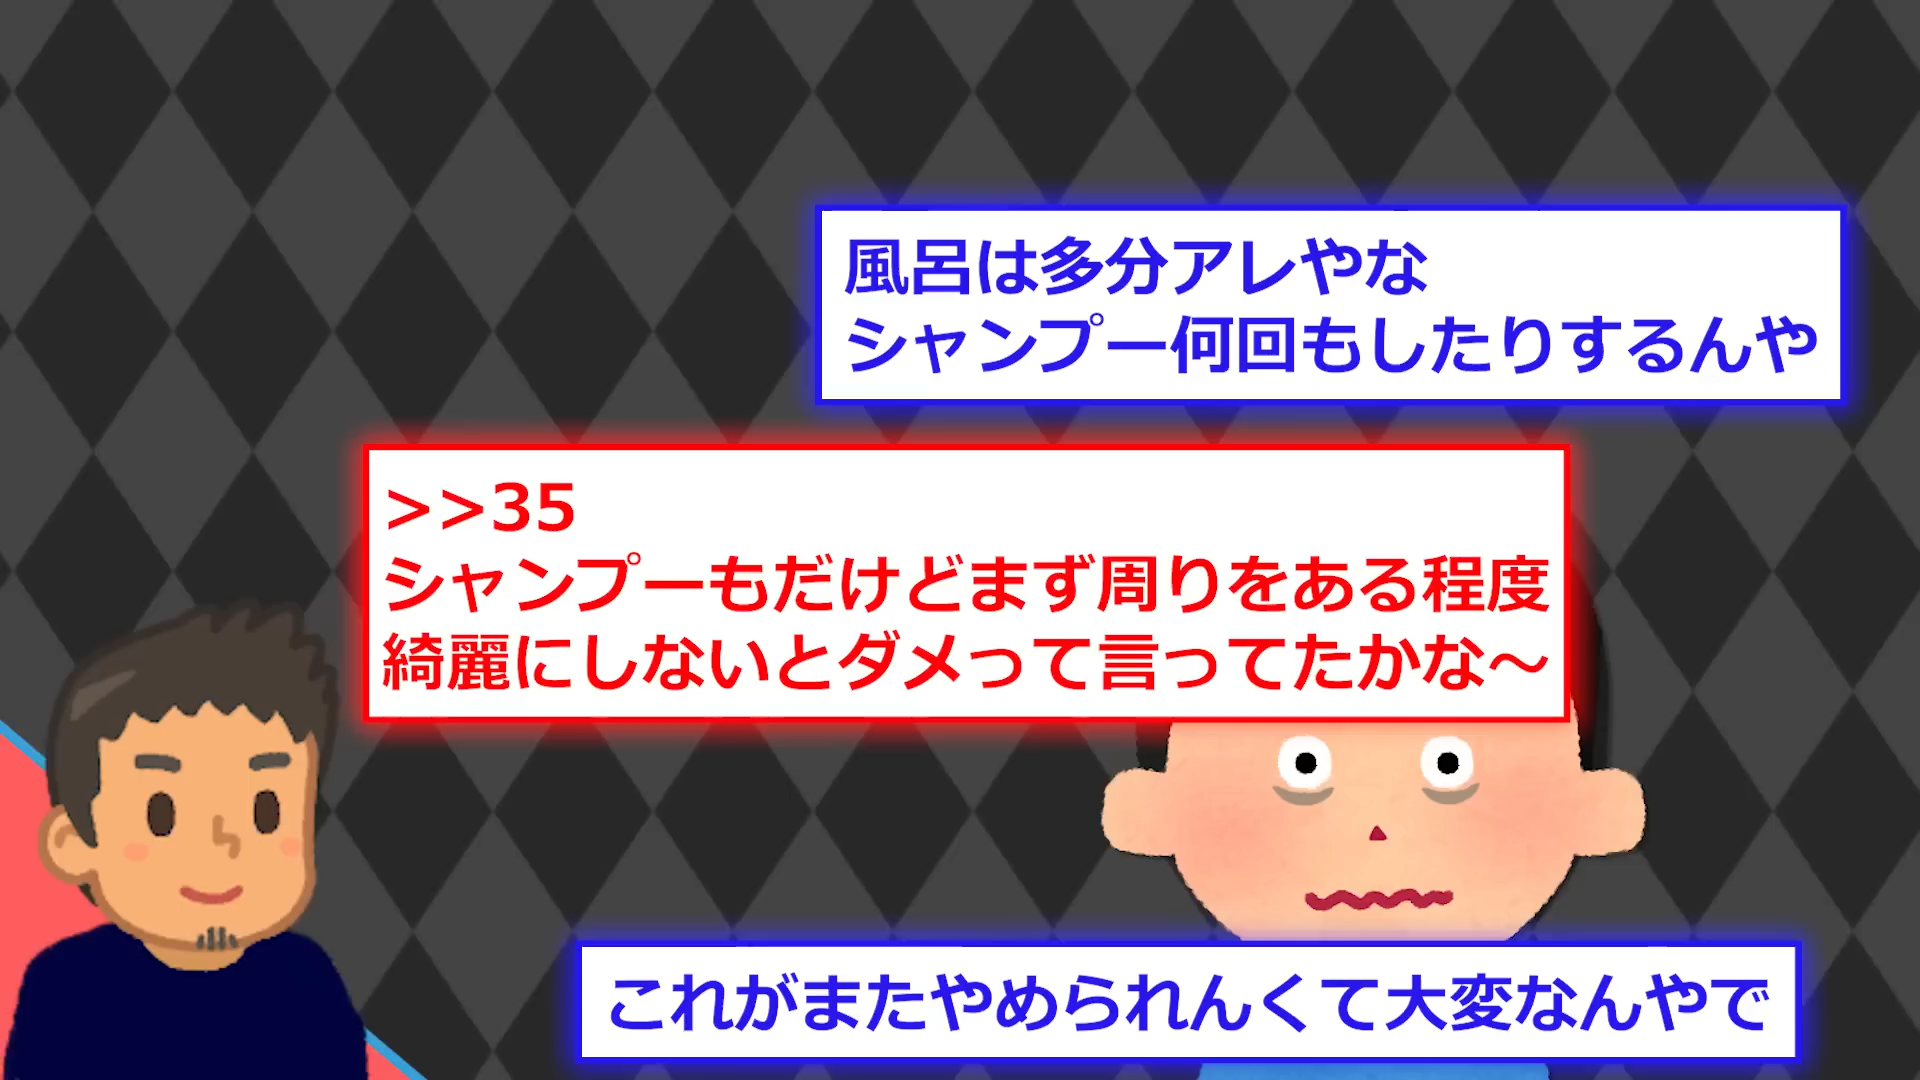 風呂は多分アレやな
シャンプー何回もしたりするんや
>>35
シャンプーもだけどまず周りをある程度
綺麗にしないとダメって言ってたかな～
これがまたやめられんくて大変なんやで